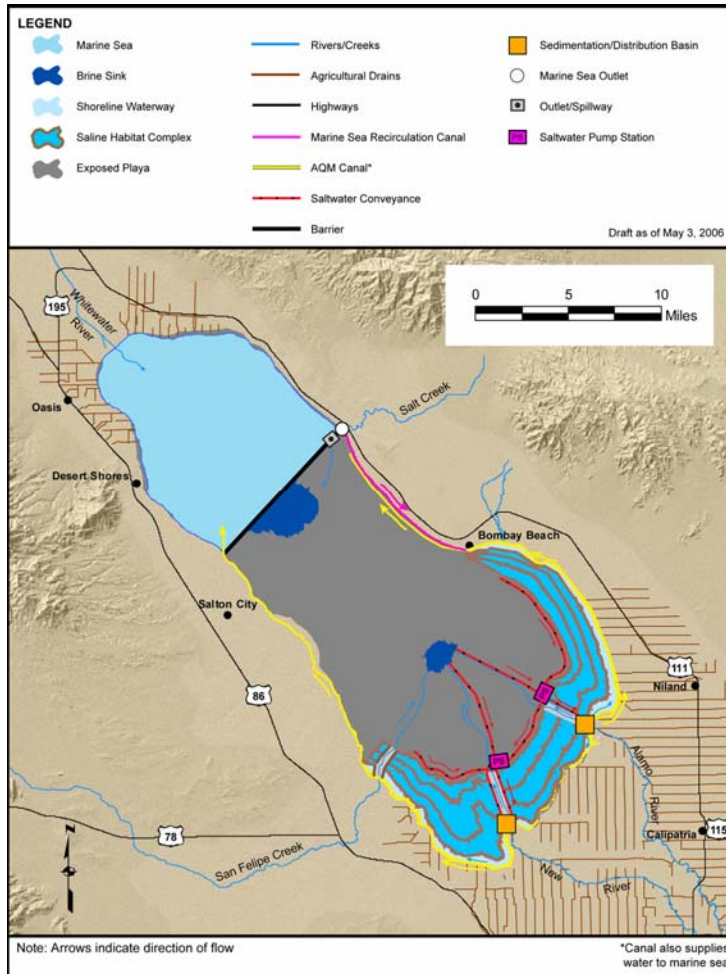 LEGEND
Marine Sea
Brine Sink
Shoreline Waterway
Saline Habitat Complex
Exposed Playa
Rivers/Creeks
Agricultural Drains
Highways
Marine Sea Recirculation Canal
AQM Canal*
Saltwater Conveyance
Barrier
Sedimentation/Distribution Basin
Marine Sea Outlet
Outlet/Spillway
PS Saltwater Pump Station
Draft as of May 3, 2006
0 5 10
Miles
195
Whitewater
River
Oasis
Salt Creek
Desert Shores
Bombay Beach
Salton City
111
Niland
86
PS
PS
Alamo
River
Calipatria
115
78
San Felipe Creek
New
River
N
Note: Arrows indicate direction of flow
*Canal also supplies
water to marine sea